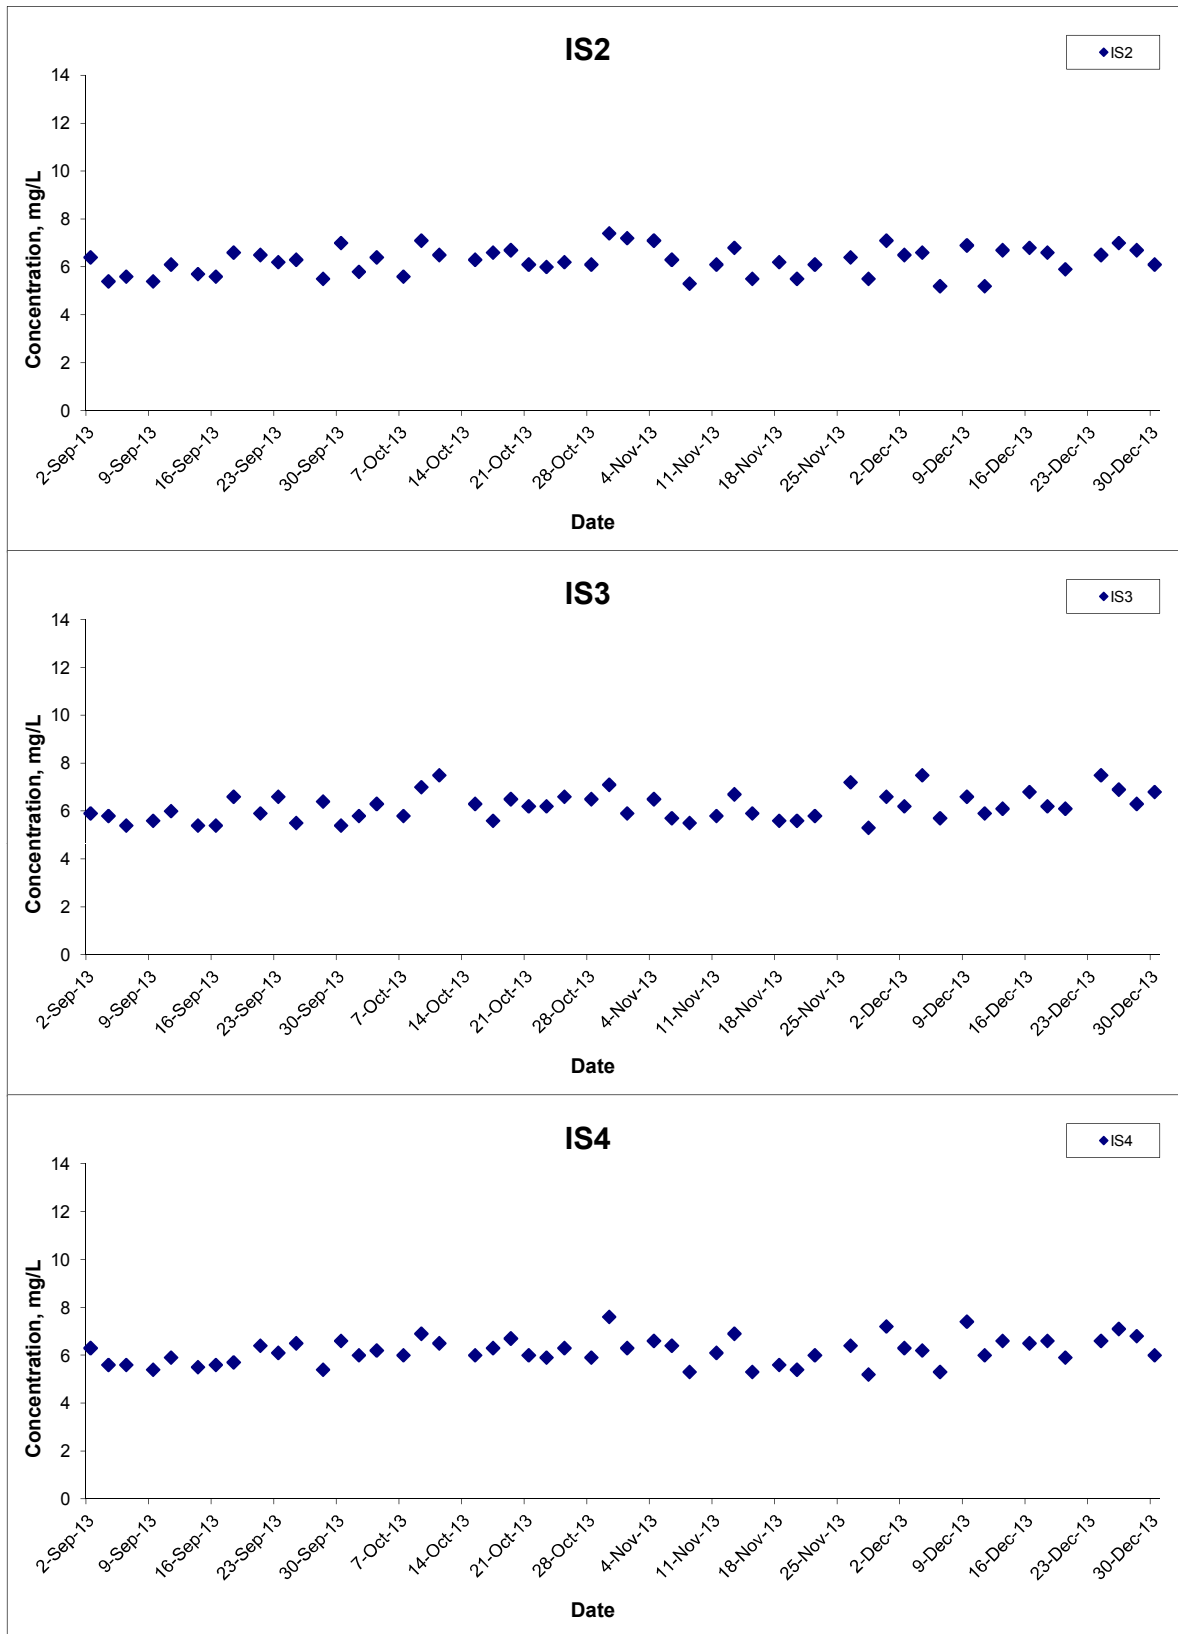 IS2
IS2
Concentration, mg/L
14
12
10
8
6
4
2
0
2-Sep-13
9-Sep-13
16-Sep-13
23-Sep-13
30-Sep-13
7-Oct-13
14-Oct-13
21-Oct-13
28-Oct-13
4-Nov-13
11-Nov-13
18-Nov-13
25-Nov-13
2-Dec-13
9-Dec-13
16-Dec-13
23-Dec-13
30-Dec-13
Date
IS3
IS3
Concentration, mg/L
14
12
10
8
6
4
2
0
2-Sep-13
9-Sep-13
16-Sep-13
23-Sep-13
30-Sep-13
7-Oct-13
14-Oct-13
21-Oct-13
28-Oct-13
4-Nov-13
11-Nov-13
18-Nov-13
25-Nov-13
2-Dec-13
9-Dec-13
16-Dec-13
23-Dec-13
30-Dec-13
Date
IS4
IS4
Concentration, mg/L
14
12
10
8
6
4
2
0
2-Sep-13
9-Sep-13
16-Sep-13
23-Sep-13
30-Sep-13
7-Oct-13
14-Oct-13
21-Oct-13
28-Oct-13
4-Nov-13
11-Nov-13
18-Nov-13
25-Nov-13
2-Dec-13
9-Dec-13
16-Dec-13
23-Dec-13
30-Dec-13
Date